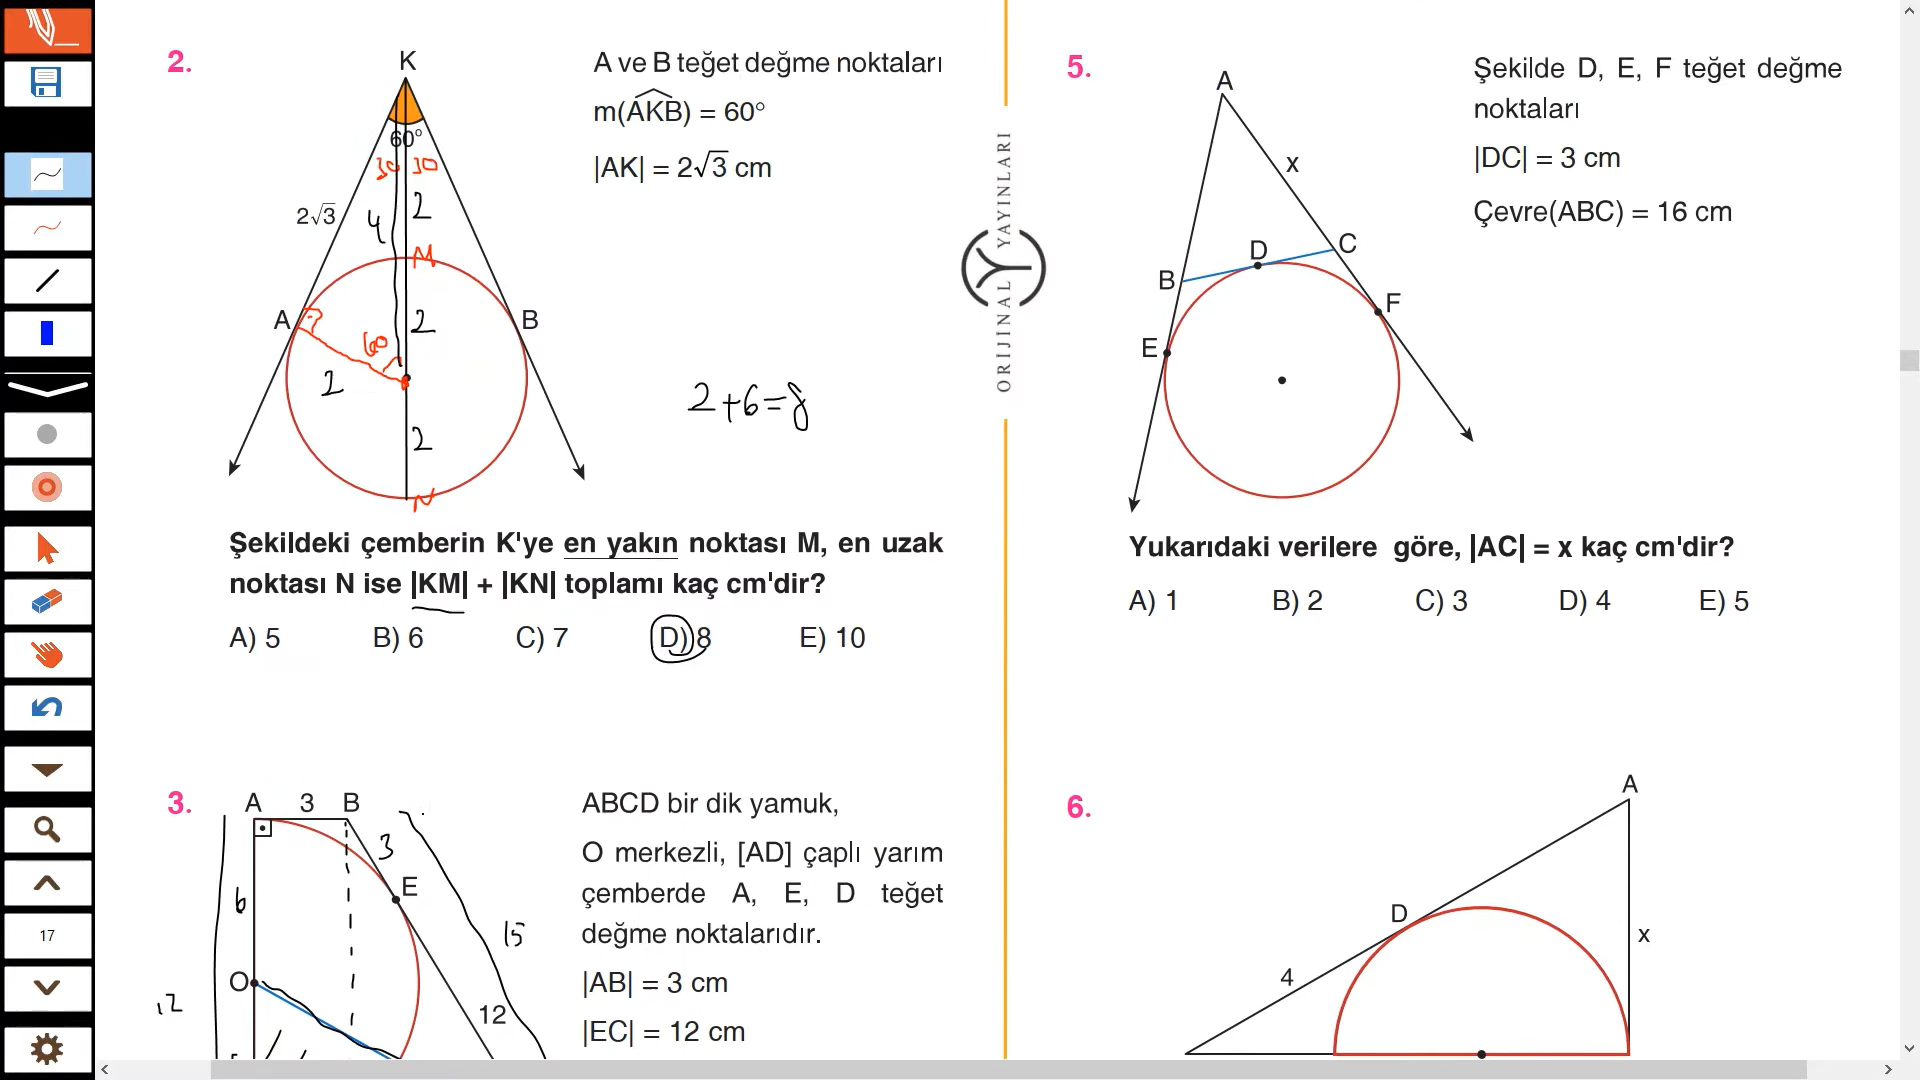 2.
K
60°
30 30
2√3
4
2
M
A
60
2
B
2
2
N
A ve B teğet değme noktaları
m(AKB) = 60°
|AK| = 2√3 cm
2+6=8
Şekildeki çemberin K'ye en yakın noktası M, en uzak
noktası N ise |KM| + |KN| toplamı kaç cm'dir?
A) 5 B) 6 C) 7 D) 8 E) 10
3.
A 3 B
3
E
6
15
O
12
12
ABCD bir dik yamuk,
O merkezli, [AD] çaplı yarım
çemberde A, E, D teğet
değme noktalarıdır.
|AB| = 3 cm
|EC| = 12 cm
ORİJİNAL YAYINLARI
5.
A
x
D
C
B
F
E
Şekilde D, E, F teğet değme
noktaları
|DC| = 3 cm
Çevre(ABC) = 16 cm
Yukarıdaki verilere göre, |AC| = x kaç cm'dir?
A) 1 B) 2 C) 3 D) 4 E) 5
6.
A
D
x
4
17